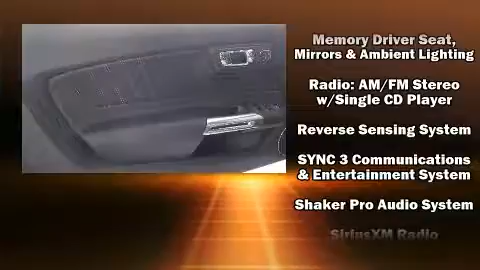 Memory Driver Seat,
Mirrors & Ambient Lighting
Radio: AM/FM Stereo
w/Single CD Player
Reverse Sensing System
SYNC 3 Communications
& Entertainment System
Shaker Pro Audio System
SiriusXM Radio